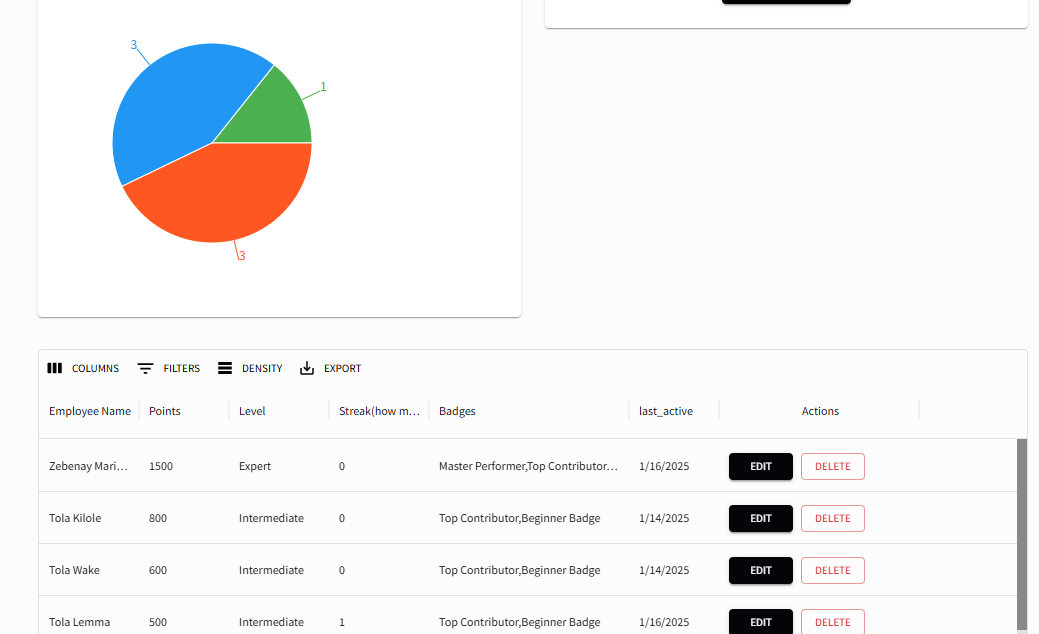 3
1
3
COLUMNS FILTERS DENSITY EXPORT
Employee Name Points Level Streak(how m... Badges last_active Actions
Zebenay Mari... 1500 Expert 0 Master Performer,Top Contributor... 1/16/2025 EDIT DELETE
Tola Kilole 800 Intermediate 0 Top Contributor,Beginner Badge 1/14/2025 EDIT DELETE
Tola Wake 600 Intermediate 0 Top Contributor,Beginner Badge 1/14/2025 EDIT DELETE
Tola Lemma 500 Intermediate 1 Top Contributor,Beginner Badge 1/16/2025 EDIT DELETE